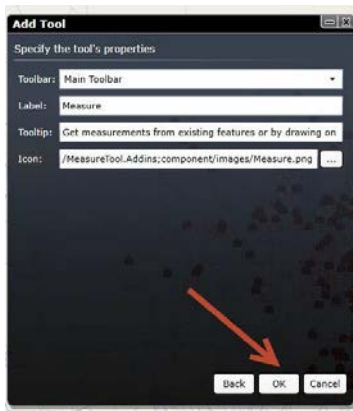 Add Tool
Specify the tool's properties
Toolbar: Main Toolbar
Label: Measure
Tooltip: Get measurements from existing features or by drawing on
Icon: /MeasureTool.Addins;component/images/Measure.png ...
Back OK Cancel